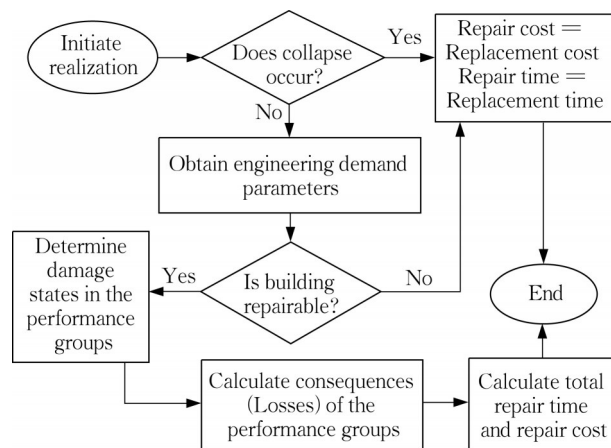 Initiate
realization
Does collapse
occur?
Yes
Repair cost =
Replacement cost
Repair time =
Replacement time
No
Obtain engineering demand
parameters
Determine
damage
states in the
performance
groups
Yes
Is building
repairable?
No
End
Calculate consequences
(Losses) of the
performance groups
Calculate total
repair time
and repair cost